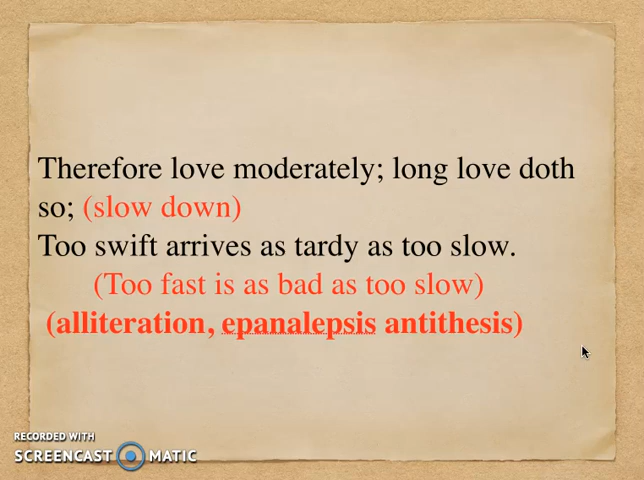 Therefore love moderately; long love doth
so; (slow down)
Too swift arrives as tardy as too slow.
(Too fast is as bad as too slow)
(alliteration, epanalepsis antithesis)
RECORDED WITH
SCREENCAST MATIC